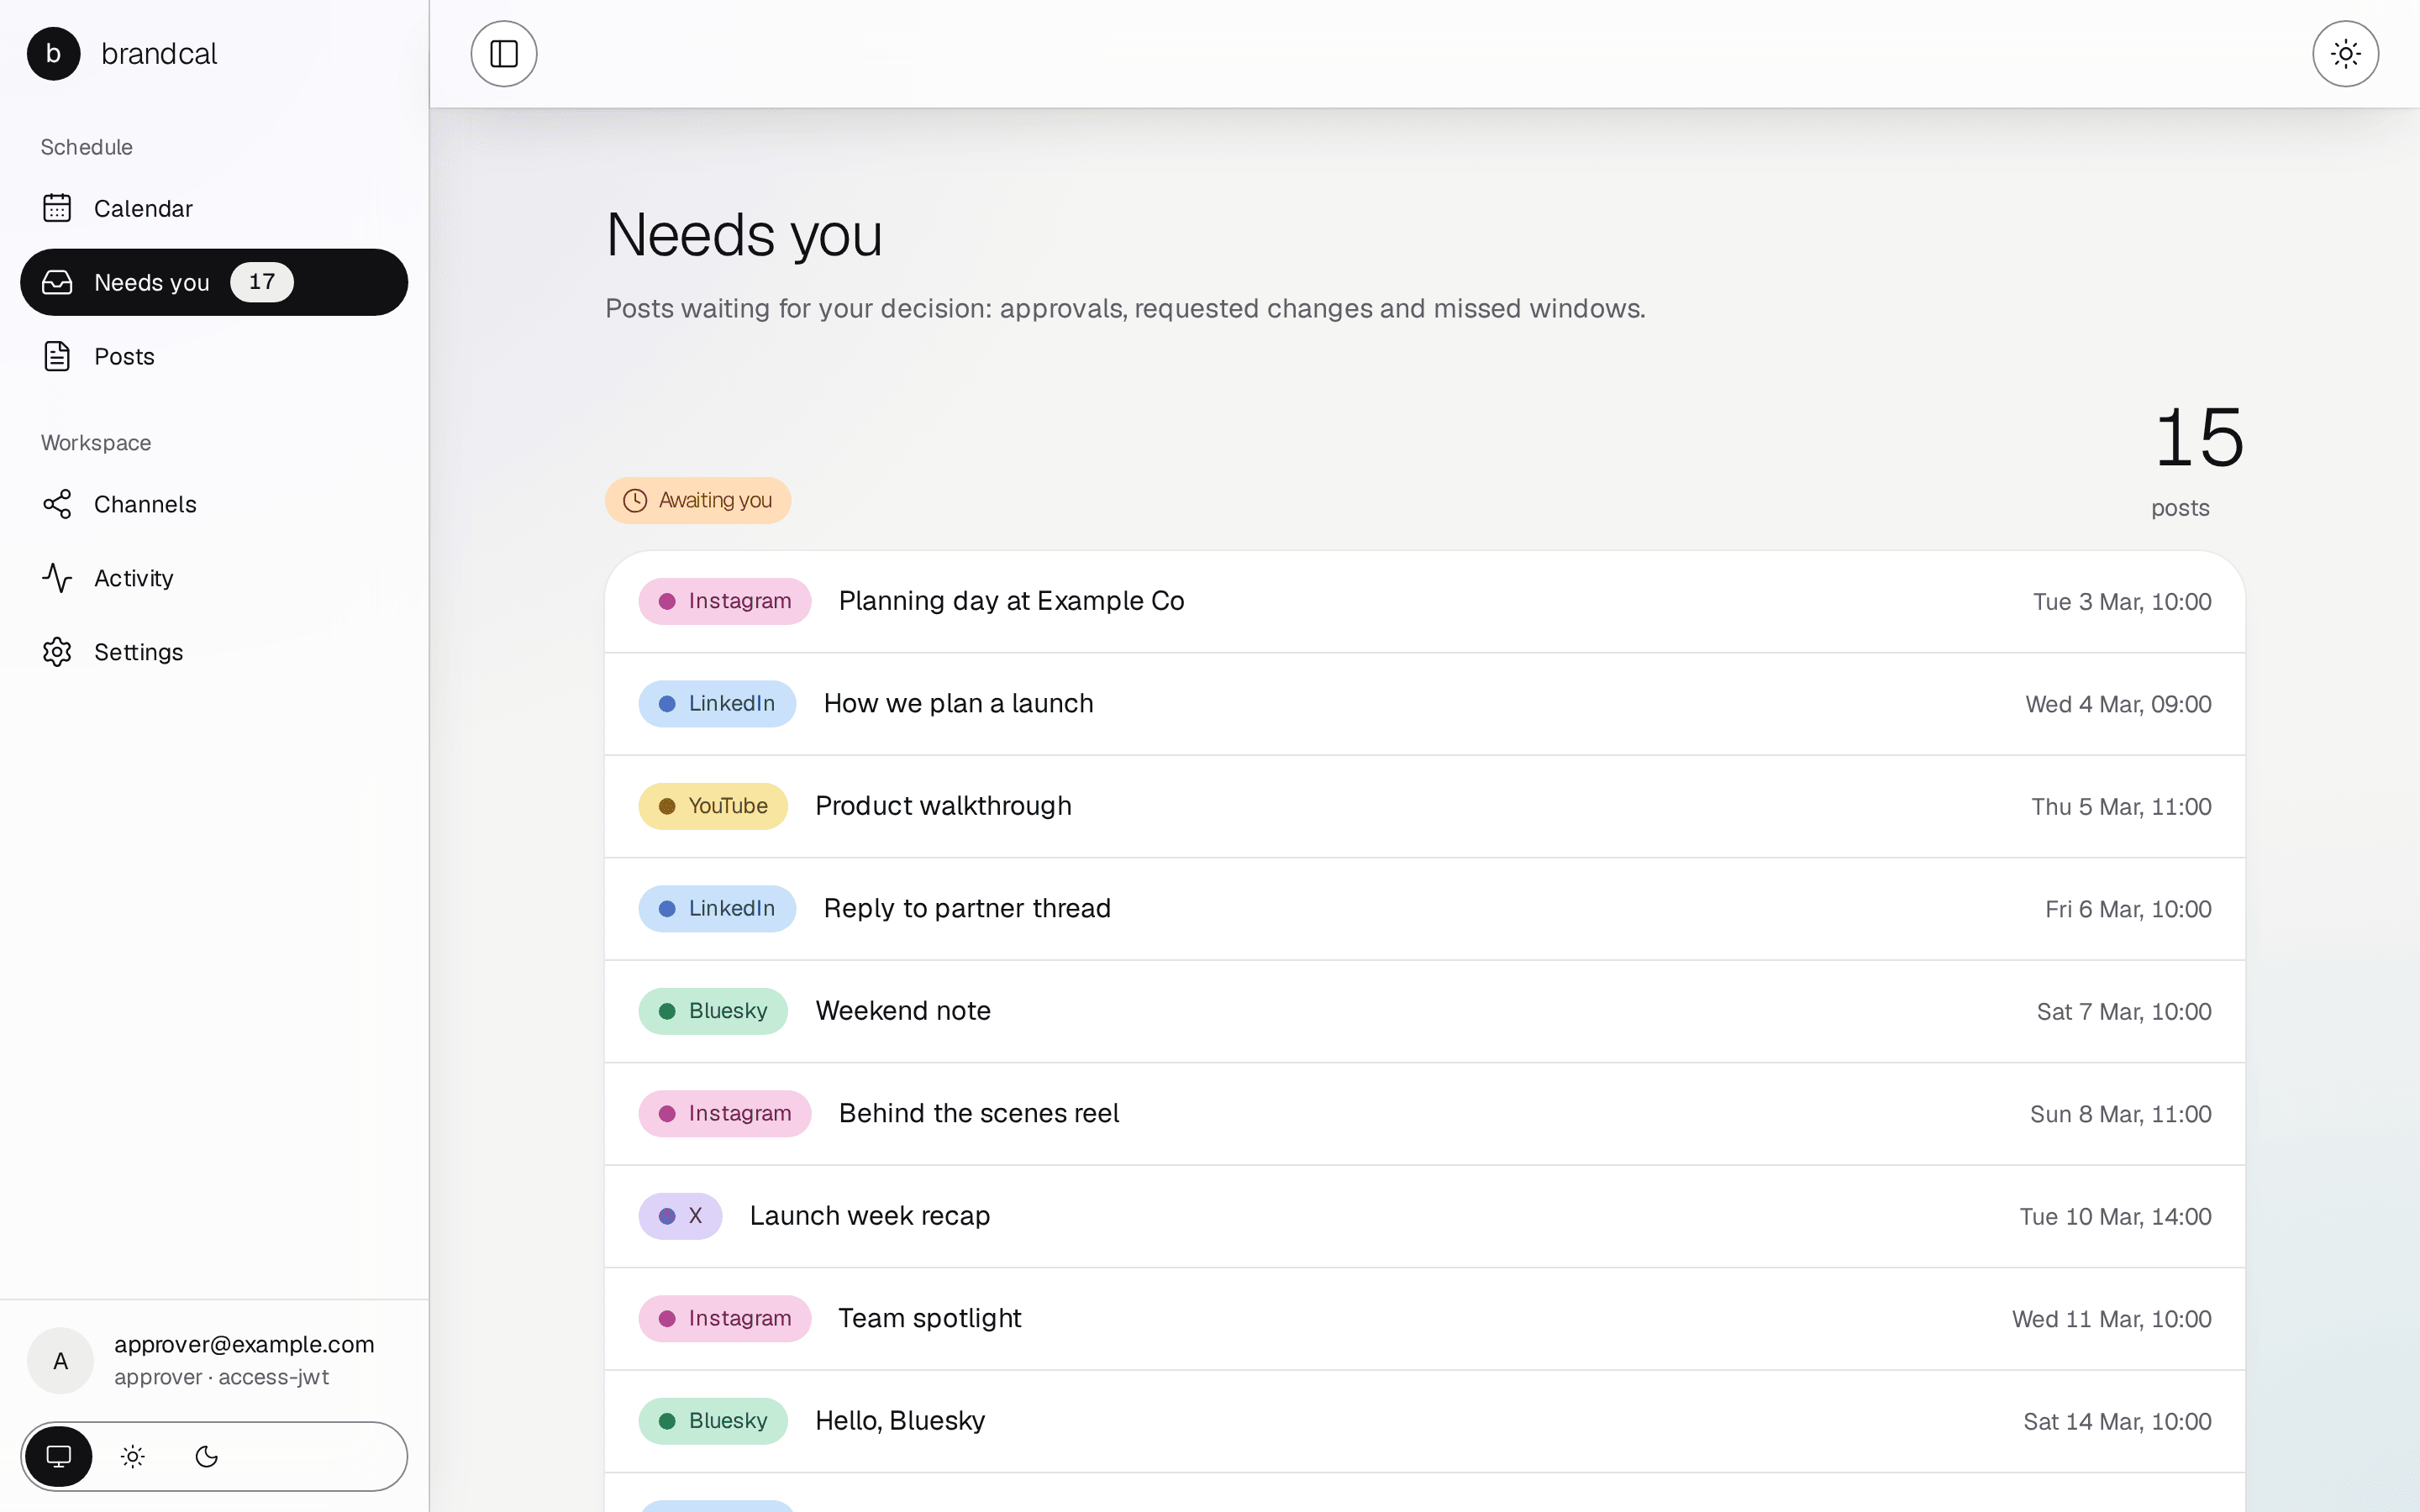 b brandcal
Schedule
Calendar
Needs you 17
Posts
Workspace
Channels
Activity
Settings
A
approver@example.com
approver · access-jwt
Needs you
Posts waiting for your decision: approvals, requested changes and missed windows.
15
posts
Awaiting you
Instagram Planning day at Example Co Tue 3 Mar, 10:00
LinkedIn How we plan a launch Wed 4 Mar, 09:00
YouTube Product walkthrough Thu 5 Mar, 11:00
LinkedIn Reply to partner thread Fri 6 Mar, 10:00
Bluesky Weekend note Sat 7 Mar, 10:00
Instagram Behind the scenes reel Sun 8 Mar, 11:00
X Launch week recap Tue 10 Mar, 14:00
Instagram Team spotlight Wed 11 Mar, 10:00
Bluesky Hello, Bluesky Sat 14 Mar, 10:00